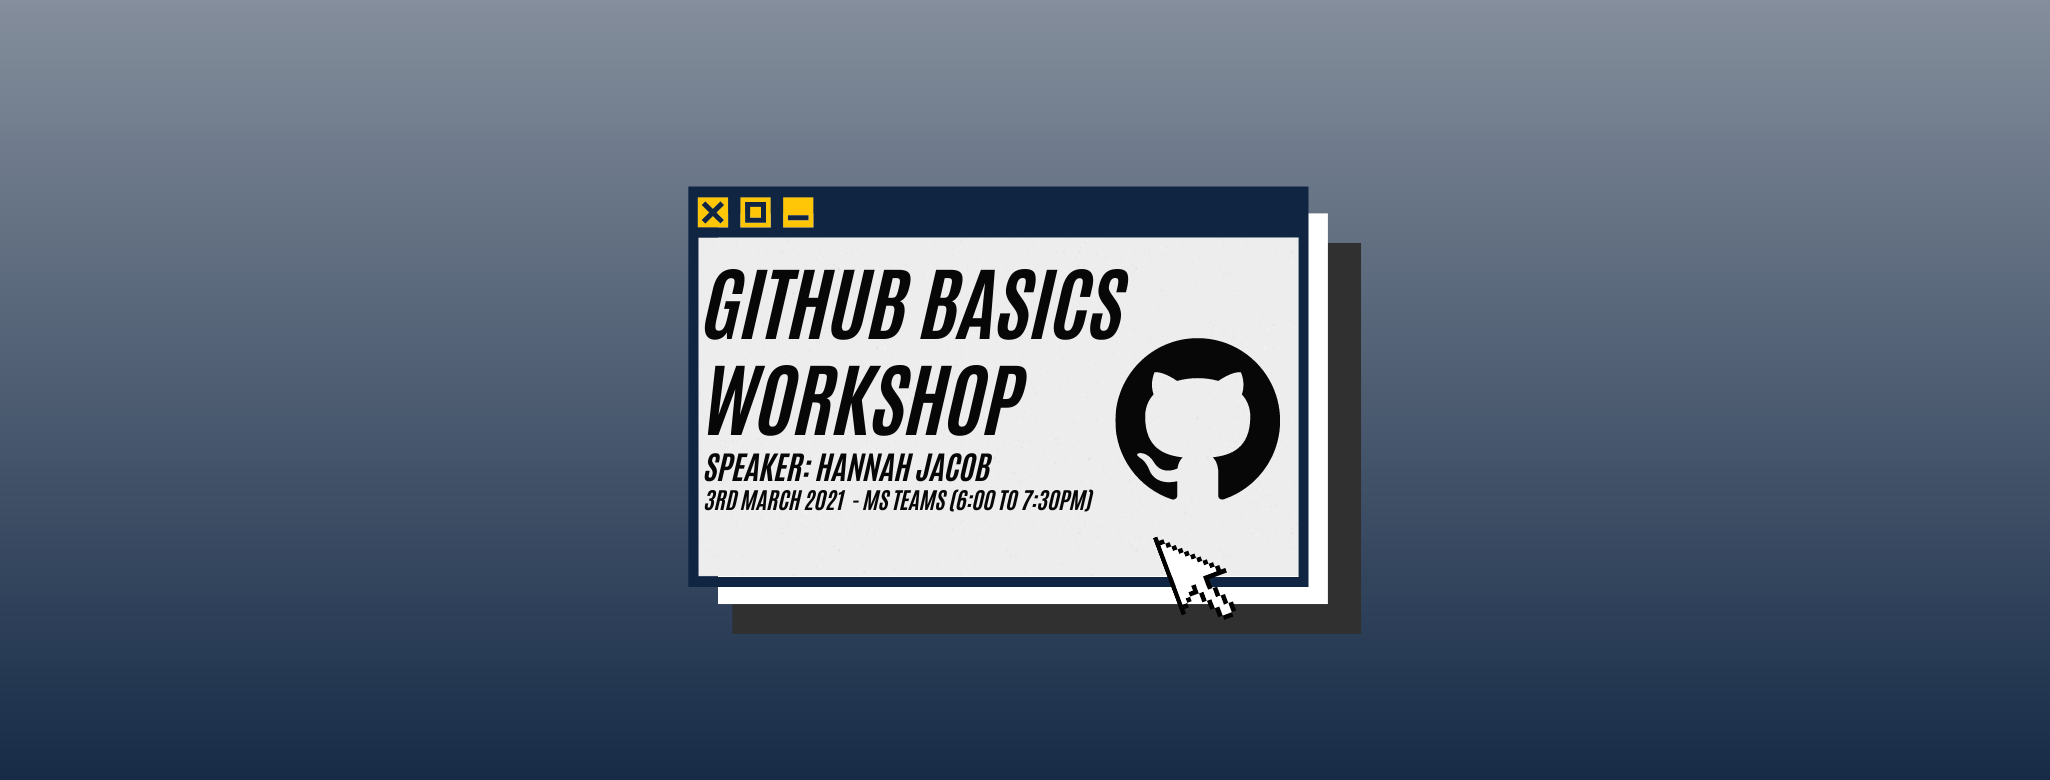 GITHUB BASICS
WORKSHOP
SPEAKER: HANNAH JACOB
3RD MARCH 2021 - MS TEAMS (6:00 TO 7:30PM)